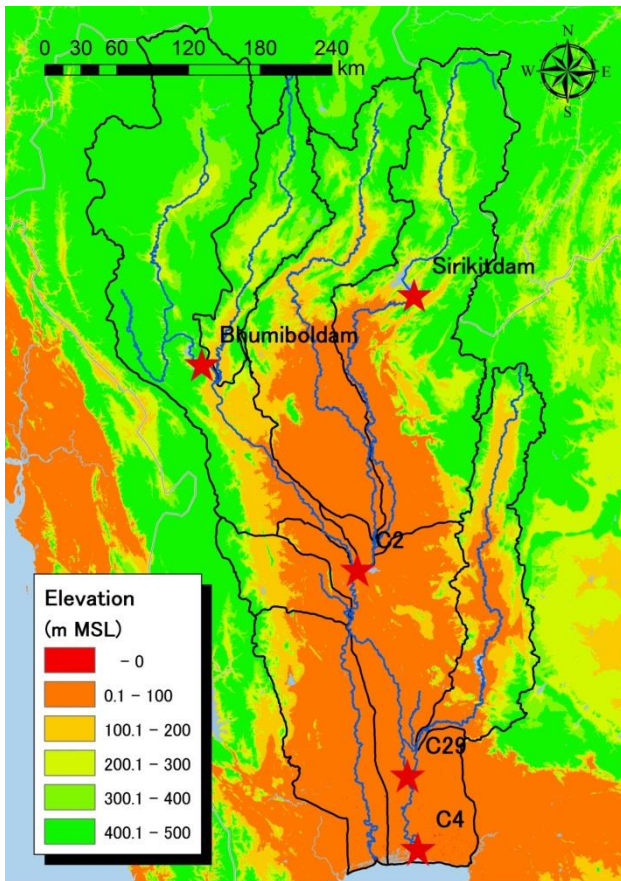 0 30 60 120 180 240
km
N
W E
S
Sirikitdam
Bhumiboldam
C2
C29
C4
Elevation
(m MSL)
- 0
0.1 - 100
100.1 - 200
200.1 - 300
300.1 - 400
400.1 - 500